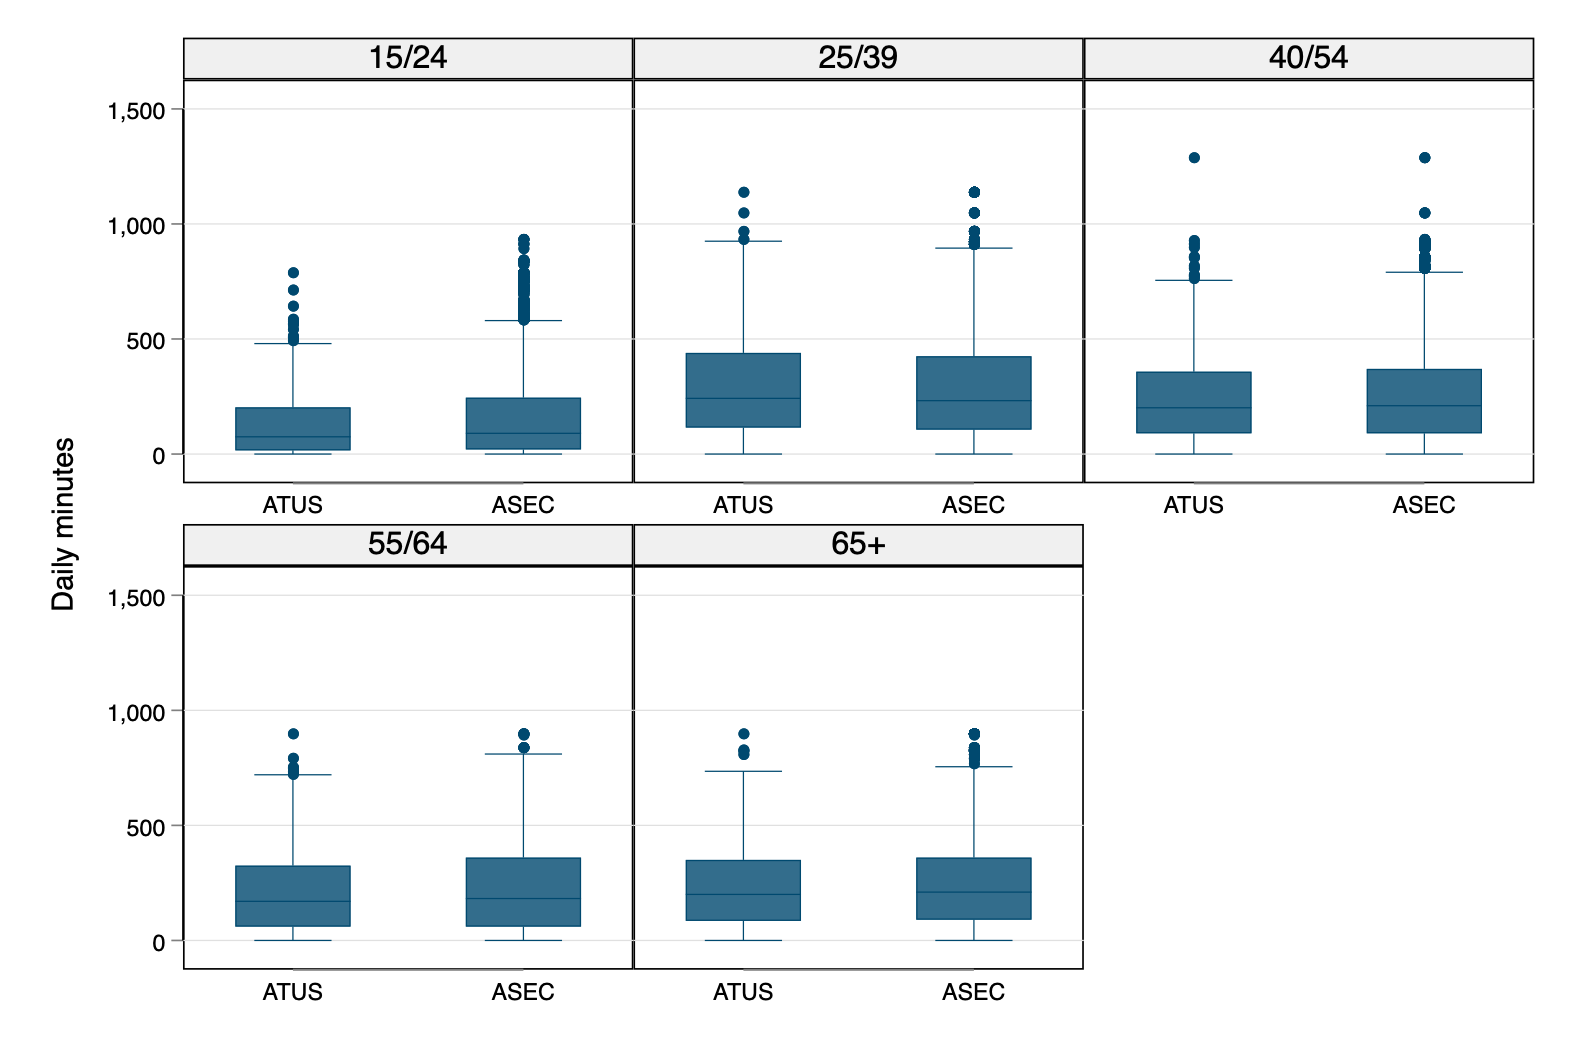 15/24 25/39 40/54
1,500
1,000
500
0
ATUS ASEC ATUS ASEC ATUS ASEC
Daily minutes
55/64 65+
1,500
1,000
500
0
ATUS ASEC ATUS ASEC